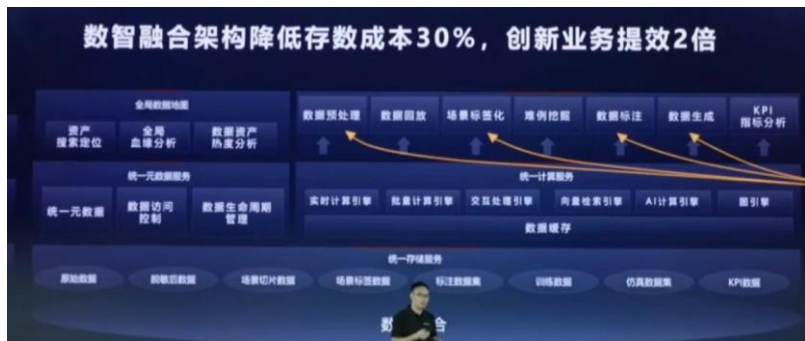 数智融合架构降低存数成本30%，创新业务提效2倍
全局数据地图
资产
搜索定位
全局
血缘分析
数据资产
热度分析
数据预处理
数据回放
场景标签化
难例挖掘
数据标注
数据生成
KPI
指标分析
统一元数据服务
统一元数据
数据访问
控制
数据生命周期
管理
统一计算服务
实时计算引擎
批量计算引擎
交互处理引擎
向量检索引擎
AI计算引擎
图引擎
数据缓存
统一存储服务
原始数据
脱敏后数据
场景切片数据
场景标签数据
标注数据集
训练数据
仿真数据集
KPI数据